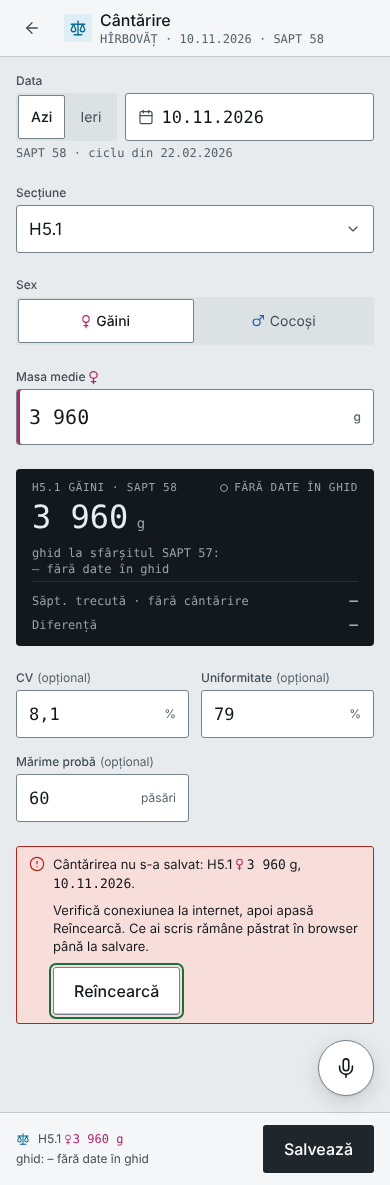 Cântărire
HÎRBOVĂȚ · 10.11.2026 · SAPT 58
Data
Azi Ieri 10.11.2026
SAPT 58 · ciclu din 22.02.2026
Secțiune
H5.1
Sex
♀ Găini ♂ Cocoși
Masa medie ♀
3 960 g
H5.1 GĂINI · SAPT 58 ○ FĂRĂ DATE ÎN GHID
3 960 g
ghid la sfârșitul SAPT 57:
— fără date în ghid
Săpt. trecută · fără cântărire —
Diferență —
CV (opțional) Uniformitate (opțional)
8,1 % 79 %
Mărime probă (opțional)
60 păsări
Cântărirea nu s-a salvat: H5.1 ♀ 3 960 g,
10.11.2026.
Verifică conexiunea la internet, apoi apasă
Reîncearcă. Ce ai scris rămâne păstrat în browser
până la salvare.
Reîncearcă
H5.1 ♀ 3 960 g
ghid: – fără date în ghid
Salvează